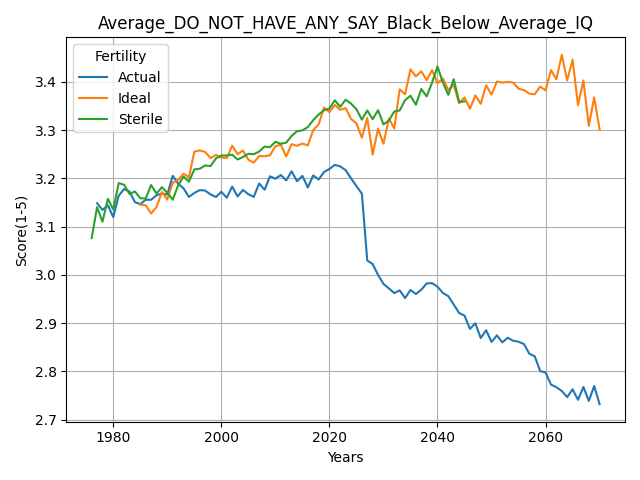 Average_DO_NOT_HAVE_ANY_SAY_Black_Below_Average_IQ
Fertility
Actual
Ideal
Sterile
Score(1-5)
3.4
3.3
3.2
3.1
3.0
2.9
2.8
2.7
1980 2000 2020 2040 2060
Years